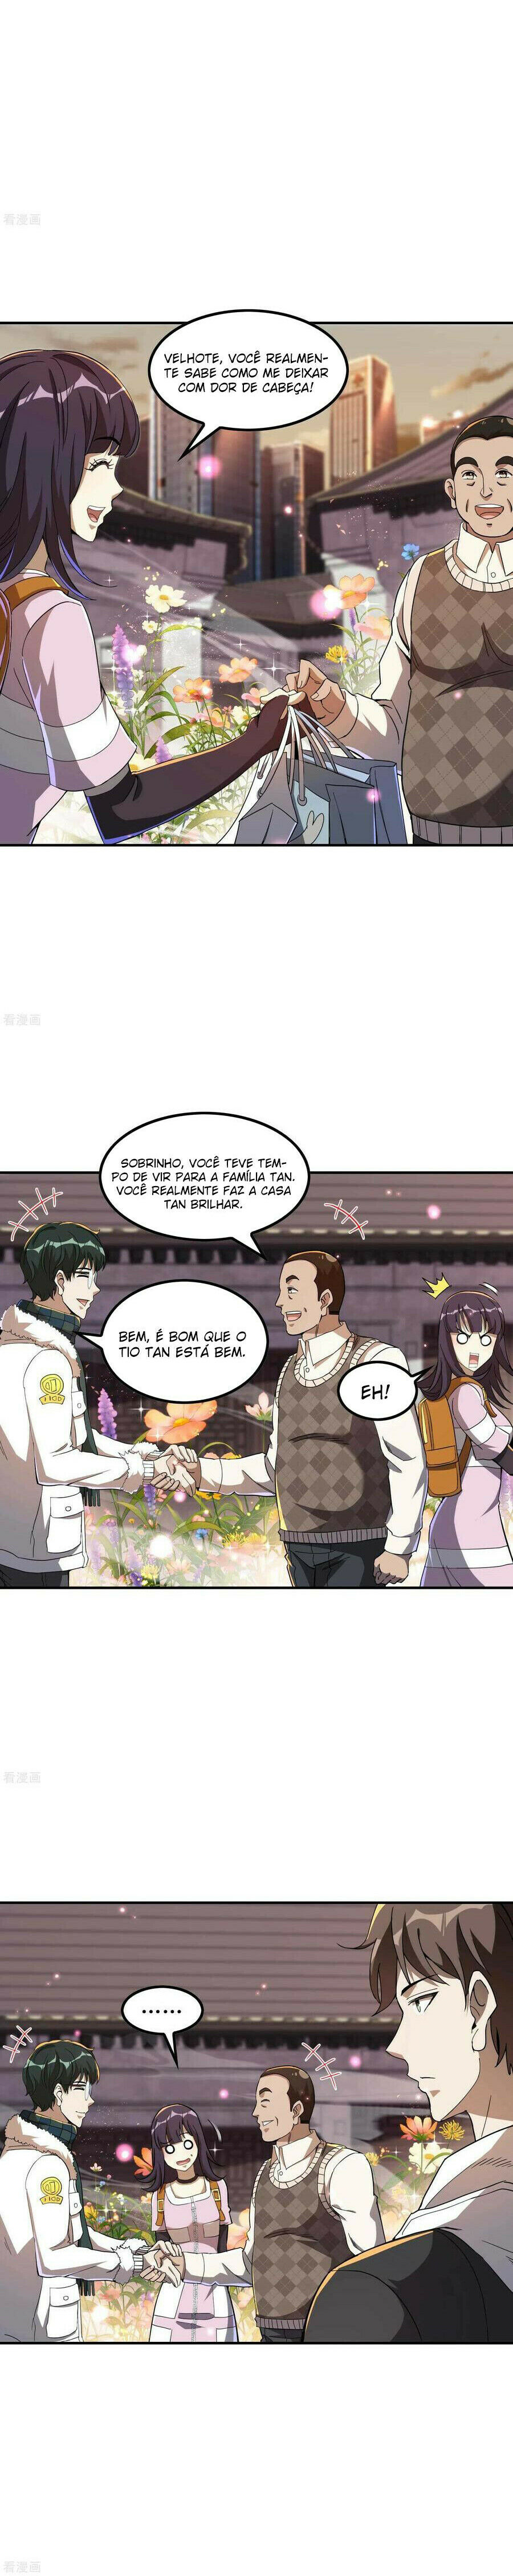 看漫画
VELHOTE, VOCÊ REALMEN-
TE SABE COMO ME DEIXAR
COM DOR DE CABEÇA!
看漫画
SOBRINHO, VOCÊ TEVE TEM-
PO DE VIR PARA A FAMÍLIA TAN.
VOCÊ REALMENTE FAZ A CASA
TAN BRILHAR.
BEM, É BOM QUE O
TIO TAN ESTÁ BEM.
EH!
看漫画
......
看漫画